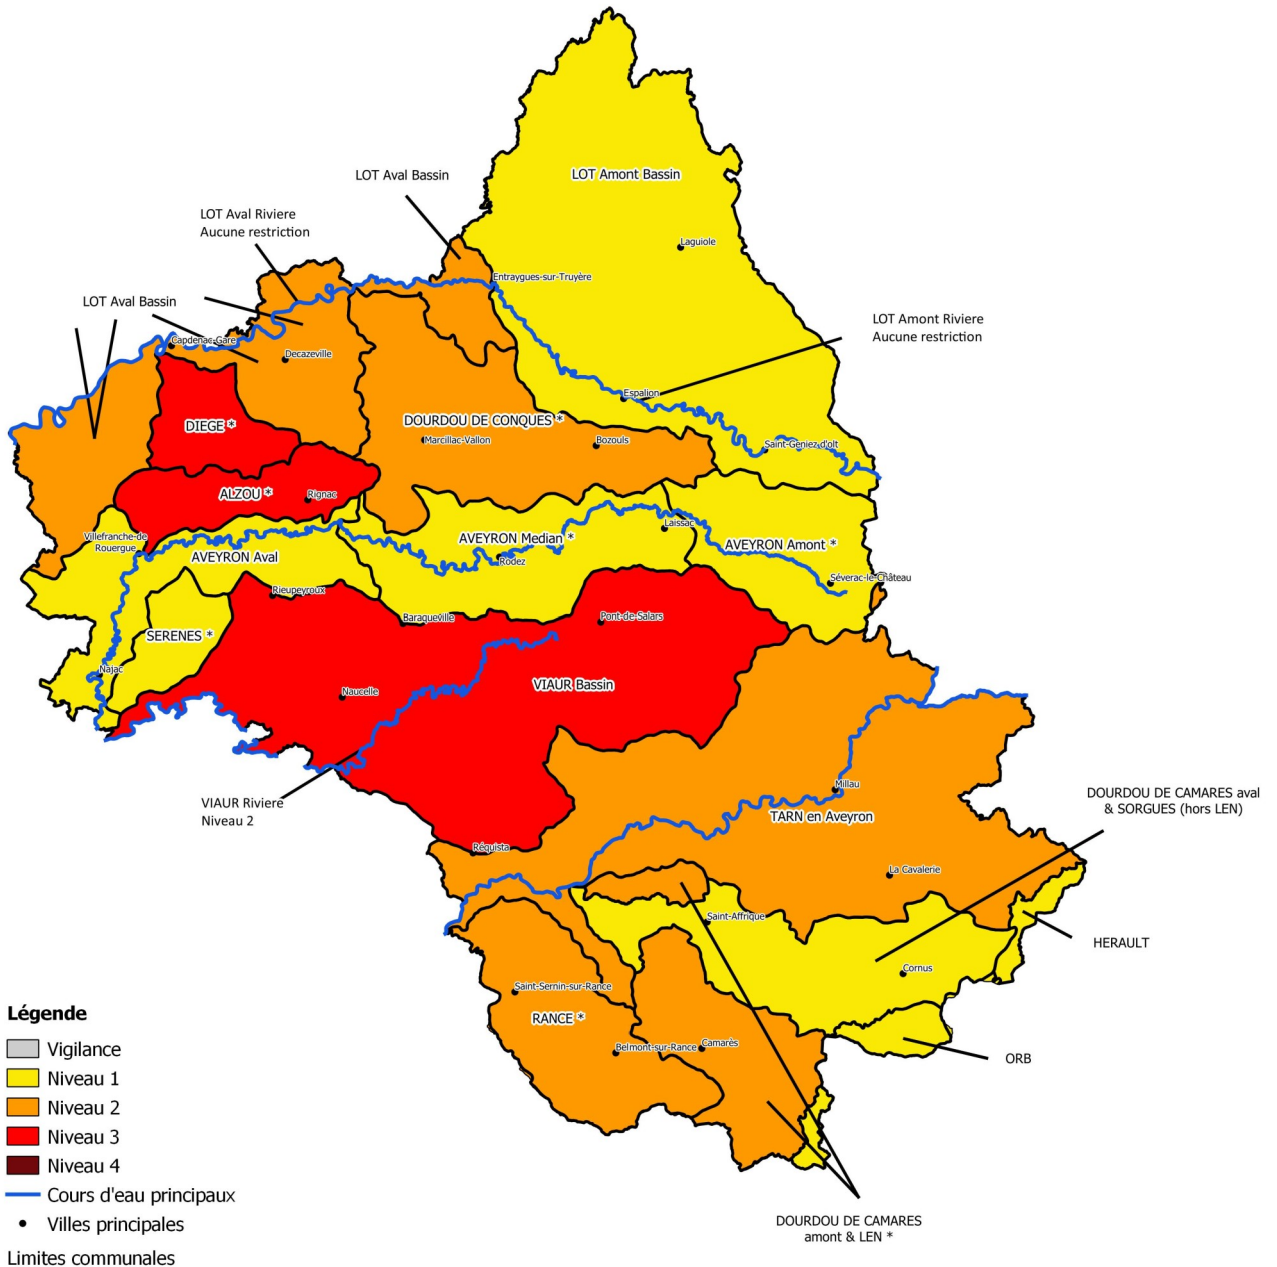 LOT Amont Bassin
LOT Aval Bassin
LOT Aval Riviere
Aucune restriction
Laguiole
Entraygues-sur-Truyère
LOT Aval Bassin
LOT Amont Riviere
Aucune restriction
Capdenac-Gare
Decazeville
Espalion
DIEGE *
DOURDOU DE CONQUES *
Marcillac-Vallon
Bozouls
Saint-Geniez d'olt
ALZOU *
Rignac
Villefranche-de
Rouergue
AVEYRON Aval
AVEYRON Median *
Rodez
Laissac
AVEYRON Amont *
Séverac-le-Château
Rieupeyroux
Baraqueville
Pont-de-Salars
SERENES *
Najac
Naucelle
VIAUR Bassin
VIAUR Riviere
Niveau 2
Millau
TARN en Aveyron
DOURDOU DE CAMARES aval
& SORGUES (hors LEN)
Réquista
La Cavalerie
Saint-Affrique
HERAULT
Cornus
Saint-Sernin-sur-Rance
RANCE *
Belmont-sur-Rance
Camarès
ORB
DOURDOU DE CAMARES
amont & LEN *
Légende
Vigilance
Niveau 1
Niveau 2
Niveau 3
Niveau 4
Cours d'eau principaux
Villes principales
Limites communales